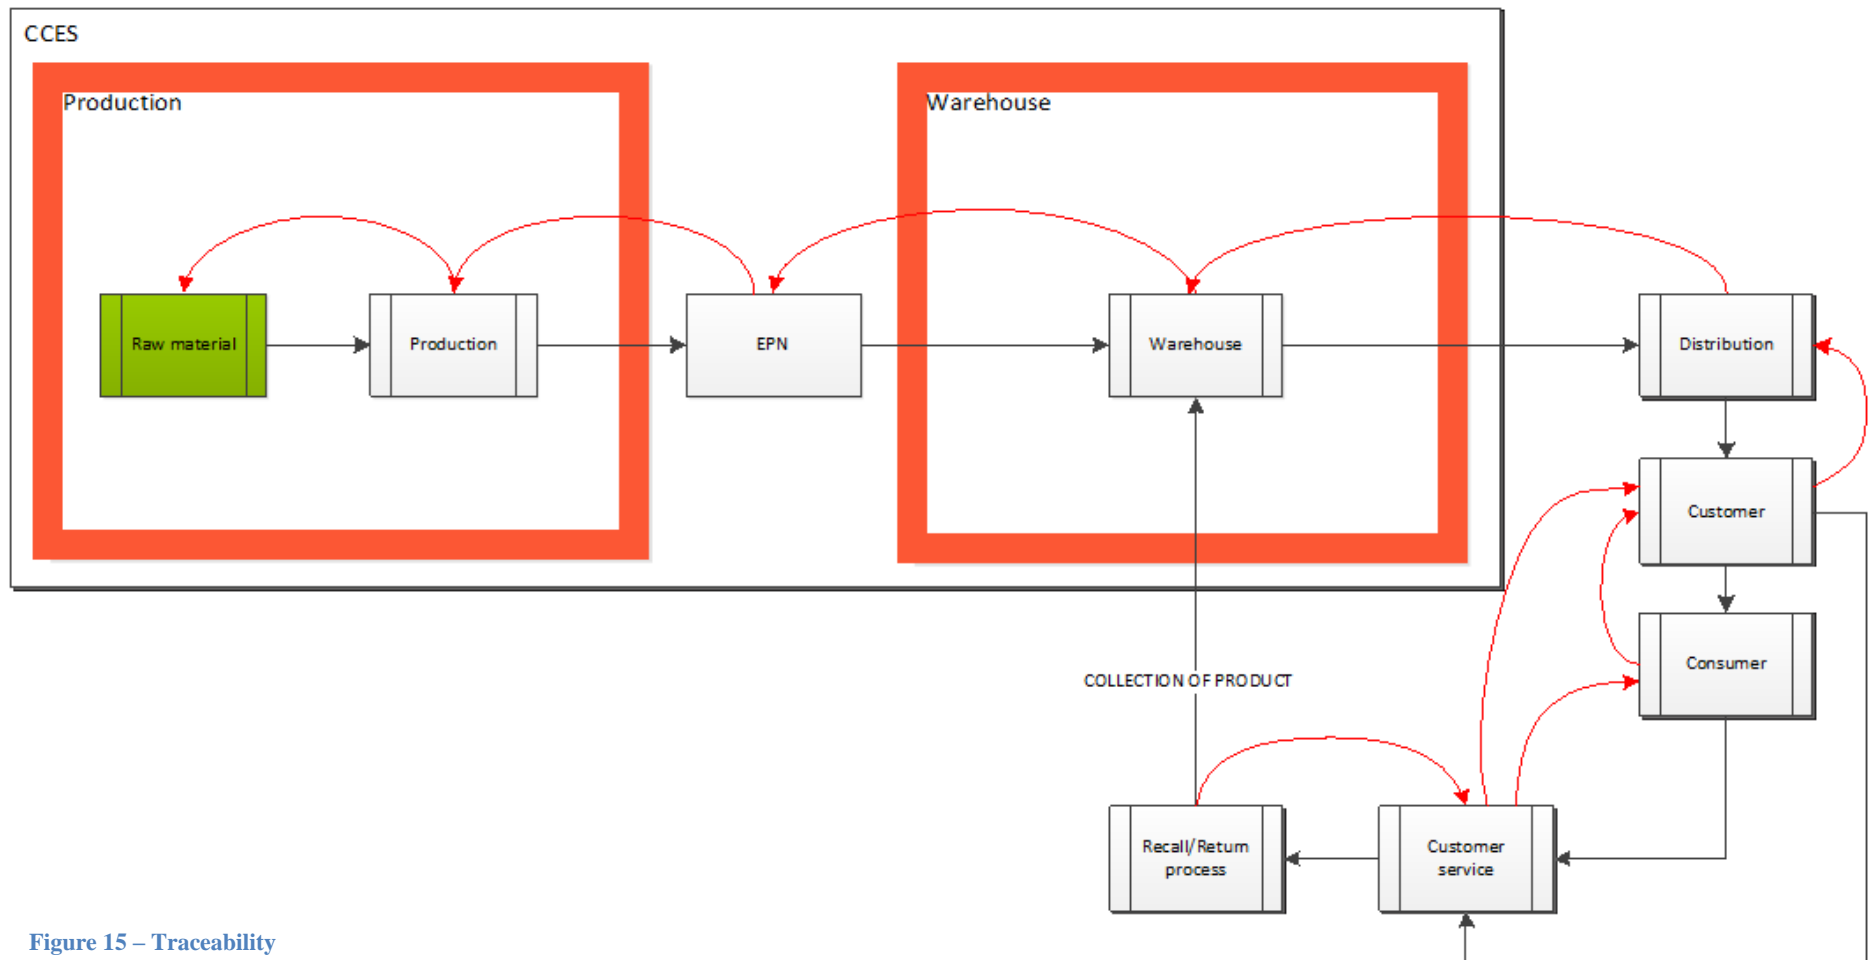 CCES
Production
Warehouse
Raw material
Production
EPN
Warehouse
Distribution
Customer
Consumer
COLLECTION OF PRODUCT
Recall/Return
process
Customer
service
Figure 15 – Traceability